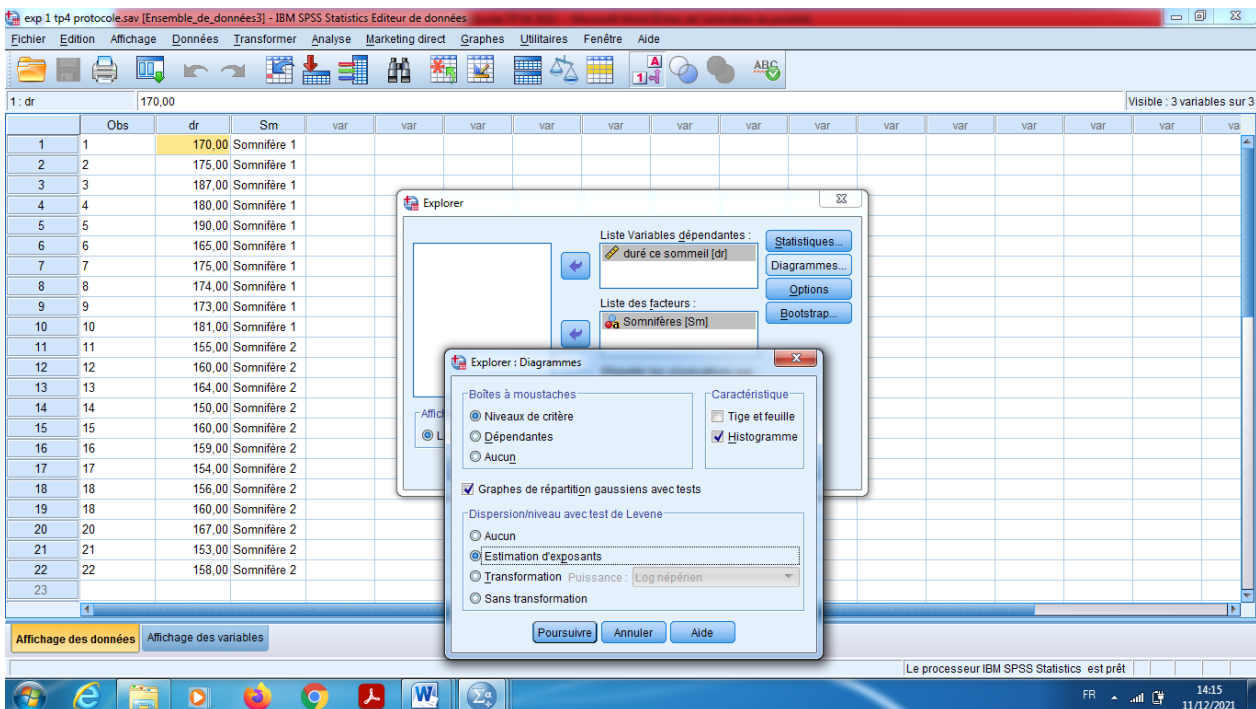 exp 1 tp4 protocole.sav [Ensemble_de_données3] - IBM SPSS Statistics Editeur de données
Fichier Edition Affichage Données Transformer Analyse Marketing direct Graphes Utilitaires Fenêtre Aide
1 : dr 170,00 Visible : 3 variables sur 3
Obs dr Sm var var var var var var var var var var var var var va
1 1 170,00 Somnifère 1
2 2 175,00 Somnifère 1
3 3 187,00 Somnifère 1
4 4 180,00 Somnifère 1
5 5 190,00 Somnifère 1
6 6 165,00 Somnifère 1
7 7 175,00 Somnifère 1
8 8 174,00 Somnifère 1
9 9 173,00 Somnifère 1
10 10 181,00 Somnifère 1
11 11 155,00 Somnifère 2
12 12 160,00 Somnifère 2
13 13 164,00 Somnifère 2
14 14 150,00 Somnifère 2
15 15 160,00 Somnifère 2
16 16 159,00 Somnifère 2
17 17 154,00 Somnifère 2
18 18 156,00 Somnifère 2
19 18 160,00 Somnifère 2
20 20 167,00 Somnifère 2
21 21 153,00 Somnifère 2
22 22 158,00 Somnifère 2
23
Explorer
Liste Variables dépendantes :
duré ce sommeil [dr]
Statistiques...
Diagrammes...
Options
Bootstrap...
Liste des facteurs :
Somnifères [Sm]
Affich
L
Explorer : Diagrammes
Boîtes à moustaches
Niveaux de critère
Dépendantes
Aucun
Caractéristique
Tige et feuille
Histogramme
Graphes de répartition gaussiens avec tests
Dispersion/niveau avec test de Levene
Aucun
Estimation d'exposants
Transformation Puissance : Log népérien
Sans transformation
Poursuivre Annuler Aide
Affichage des données Affichage des variables
Le processeur IBM SPSS Statistics est prêt
FR 14:15
11/12/2021